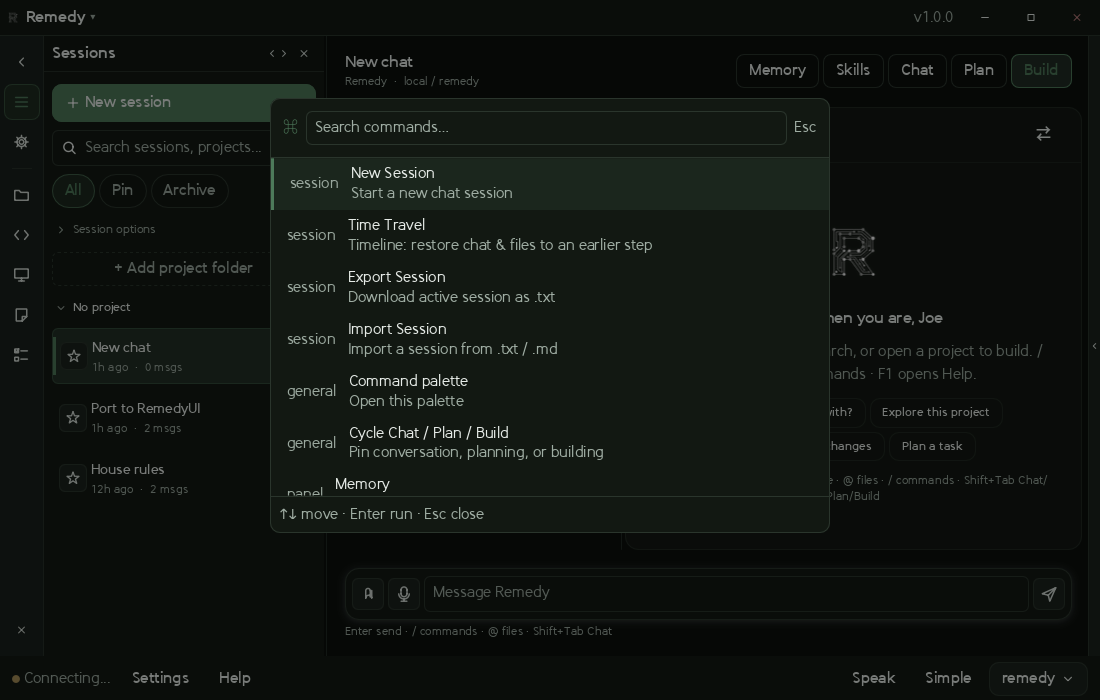 Remedy
v1.0.0
Sessions
New session
Search sessions, projects...
All
Pin
Archive
Session options
+ Add project folder
No project
New chat
1h ago · 0 msgs
Port to RemedyUI
1h ago · 2 msgs
House rules
12h ago · 2 msgs
New chat
Remedy · local / remedy
Memory
Skills
Chat
Plan
Build
Search commands...
Esc
session
New Session
Start a new chat session
session
Time Travel
Timeline: restore chat & files to an earlier step
session
Export Session
Download active session as .txt
session
Import Session
Import a session from .txt / .md
general
Command palette
Open this palette
general
Cycle Chat / Plan / Build
Pin conversation, planning, or building
panel
Memory
↑↓ move · Enter run · Esc close
you are, Joe
or open a project to build. /
· F1 opens Help.
with?
Explore this project
Plan a task
· @ files · / commands · Shift+Tab Chat/
Plan/Build
Message Remedy
Enter send · / commands · @ files · Shift+Tab Chat
Connecting...
Settings
Help
Speak
Simple
remedy